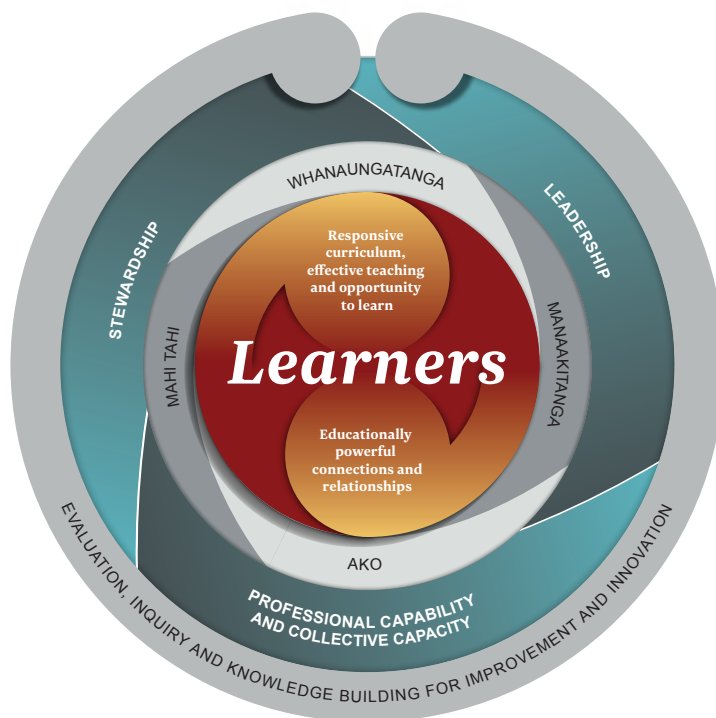 WHANAUNGATANGA
LEADERSHIP
STEWARDSHIP
Responsive
curriculum,
effective teaching
and opportunity
to learn
MANAAKITANGA
MAHI TAHI
Learners
Educationally
powerful
connections and
relationships
AKO
PROFESSIONAL CAPABILITY
AND COLLECTIVE CAPACITY
EVALUATION, INQUIRY AND KNOWLEDGE BUILDING FOR IMPROVEMENT AND INNOVATION